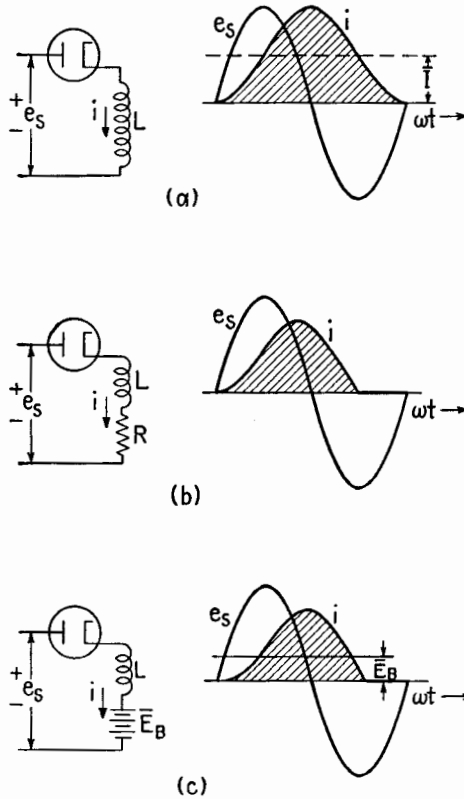 e_s i
+ e_s - i L
Ī
ωt
(a)
e_s i
+ e_s - i L
R
ωt
(b)
e_s i
+ e_s - i L
Ē_B
Ē_B
ωt
(c)